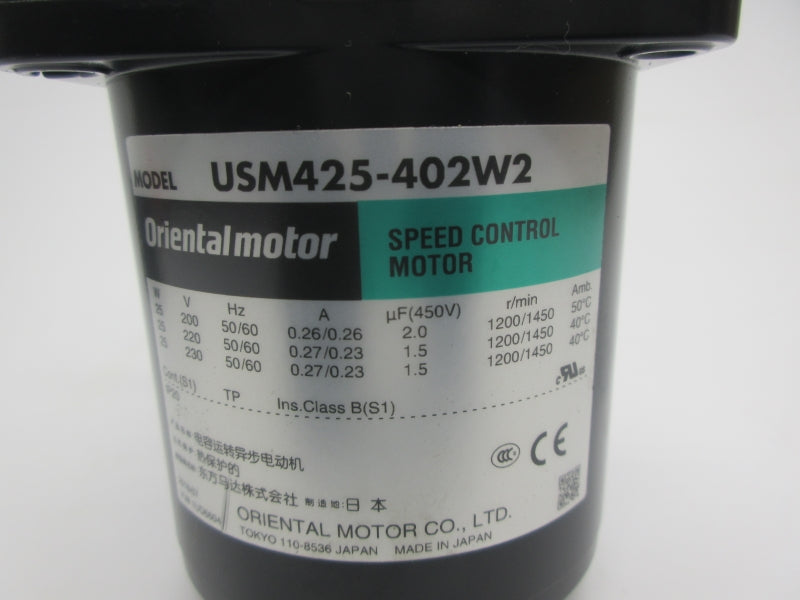 MODEL USM425-402W2
Orientalmotor SPEED CONTROL
MOTOR
W V Hz A µF(450V) r/min Amb.
25 200 50/60 0.26/0.26 2.0 1200/1450 50°C
25 220 50/60 0.27/0.23 1.5 1200/1450 40°C
25 230 50/60 0.27/0.23 1.5 1200/1450 40°C
Cont.(S1)
IP20 TP Ins.Class B(S1)
电容运转异步电动机
热保护的
东方马达株式会社 制造地:日本
ORIENTAL MOTOR CO., LTD.
TOKYO 110-8536 JAPAN MADE IN JAPAN